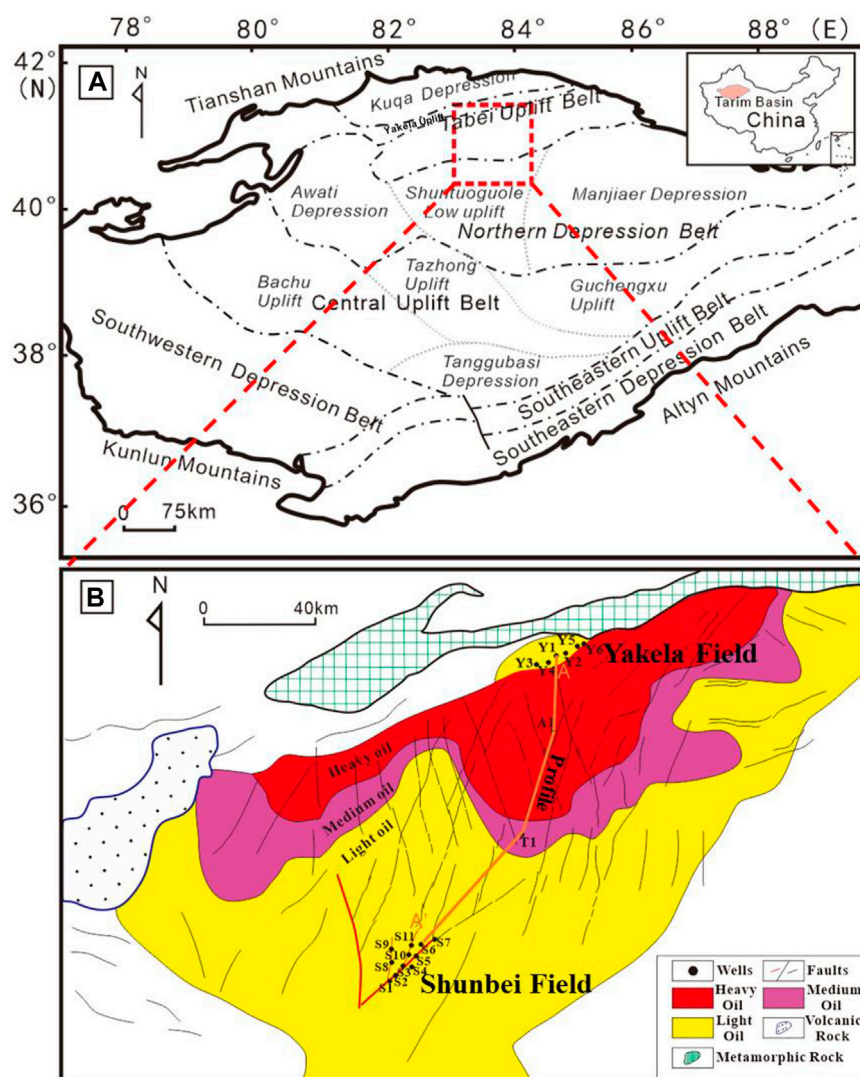 78° 80° 82° 84° 86° 88° (E)
42°
(N)
A
N
Tianshan Mountains
Kuqa Depression
Yakela Uplift
Tabei Uplift Belt
Tarim Basin
China
40°
Awati
Depression
Shuntuoguole
Low uplift
Manjiaer Depression
Northern Depression Belt
Bachu
Uplift
Tazhong
Uplift
Guchengxu
Uplift
Central Uplift Belt
38°
Southwestern Depression Belt
Tanggubasi
Depression
Southeastern Uplift Belt
Southeastern Depression Belt
Altyn Mountains
Kunlun Mountains
36°
0 75km
B
N
0 40km
Y1 Y5
Y3 Y4 Y2 Y6
Yakela Field
A
A1
Heavy oil
Medium oil
Light oil
Profile
T1
A'
S9 S11 S7
S10 S6
S8 S5
S3 S4
S1 S2
Shunbei Field
Wells
Faults
Heavy
Oil
Medium
Oil
Light
Oil
Volcanic
Rock
Metamorphic Rock